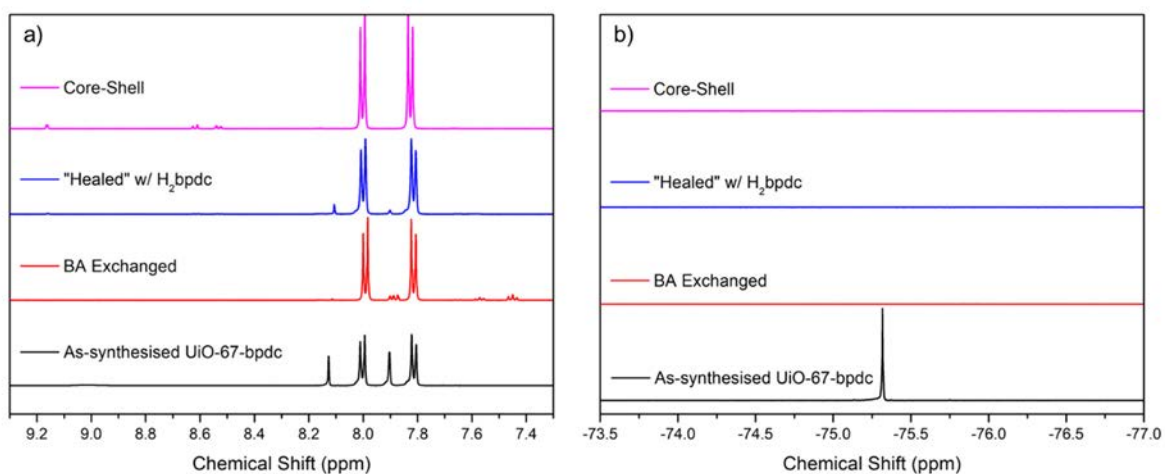 a)
Core-Shell
"Healed" w/ H₂bpdc
BA Exchanged
As-synthesised UiO-67-bpdc
9.2 9.0 8.8 8.6 8.4 8.2 8.0 7.8 7.6 7.4
Chemical Shift (ppm)
b)
Core-Shell
"Healed" w/ H₂bpdc
BA Exchanged
As-synthesised UiO-67-bpdc
-73.5 -74.0 -74.5 -75.0 -75.5 -76.0 -76.5 -77.0
Chemical Shift (ppm)